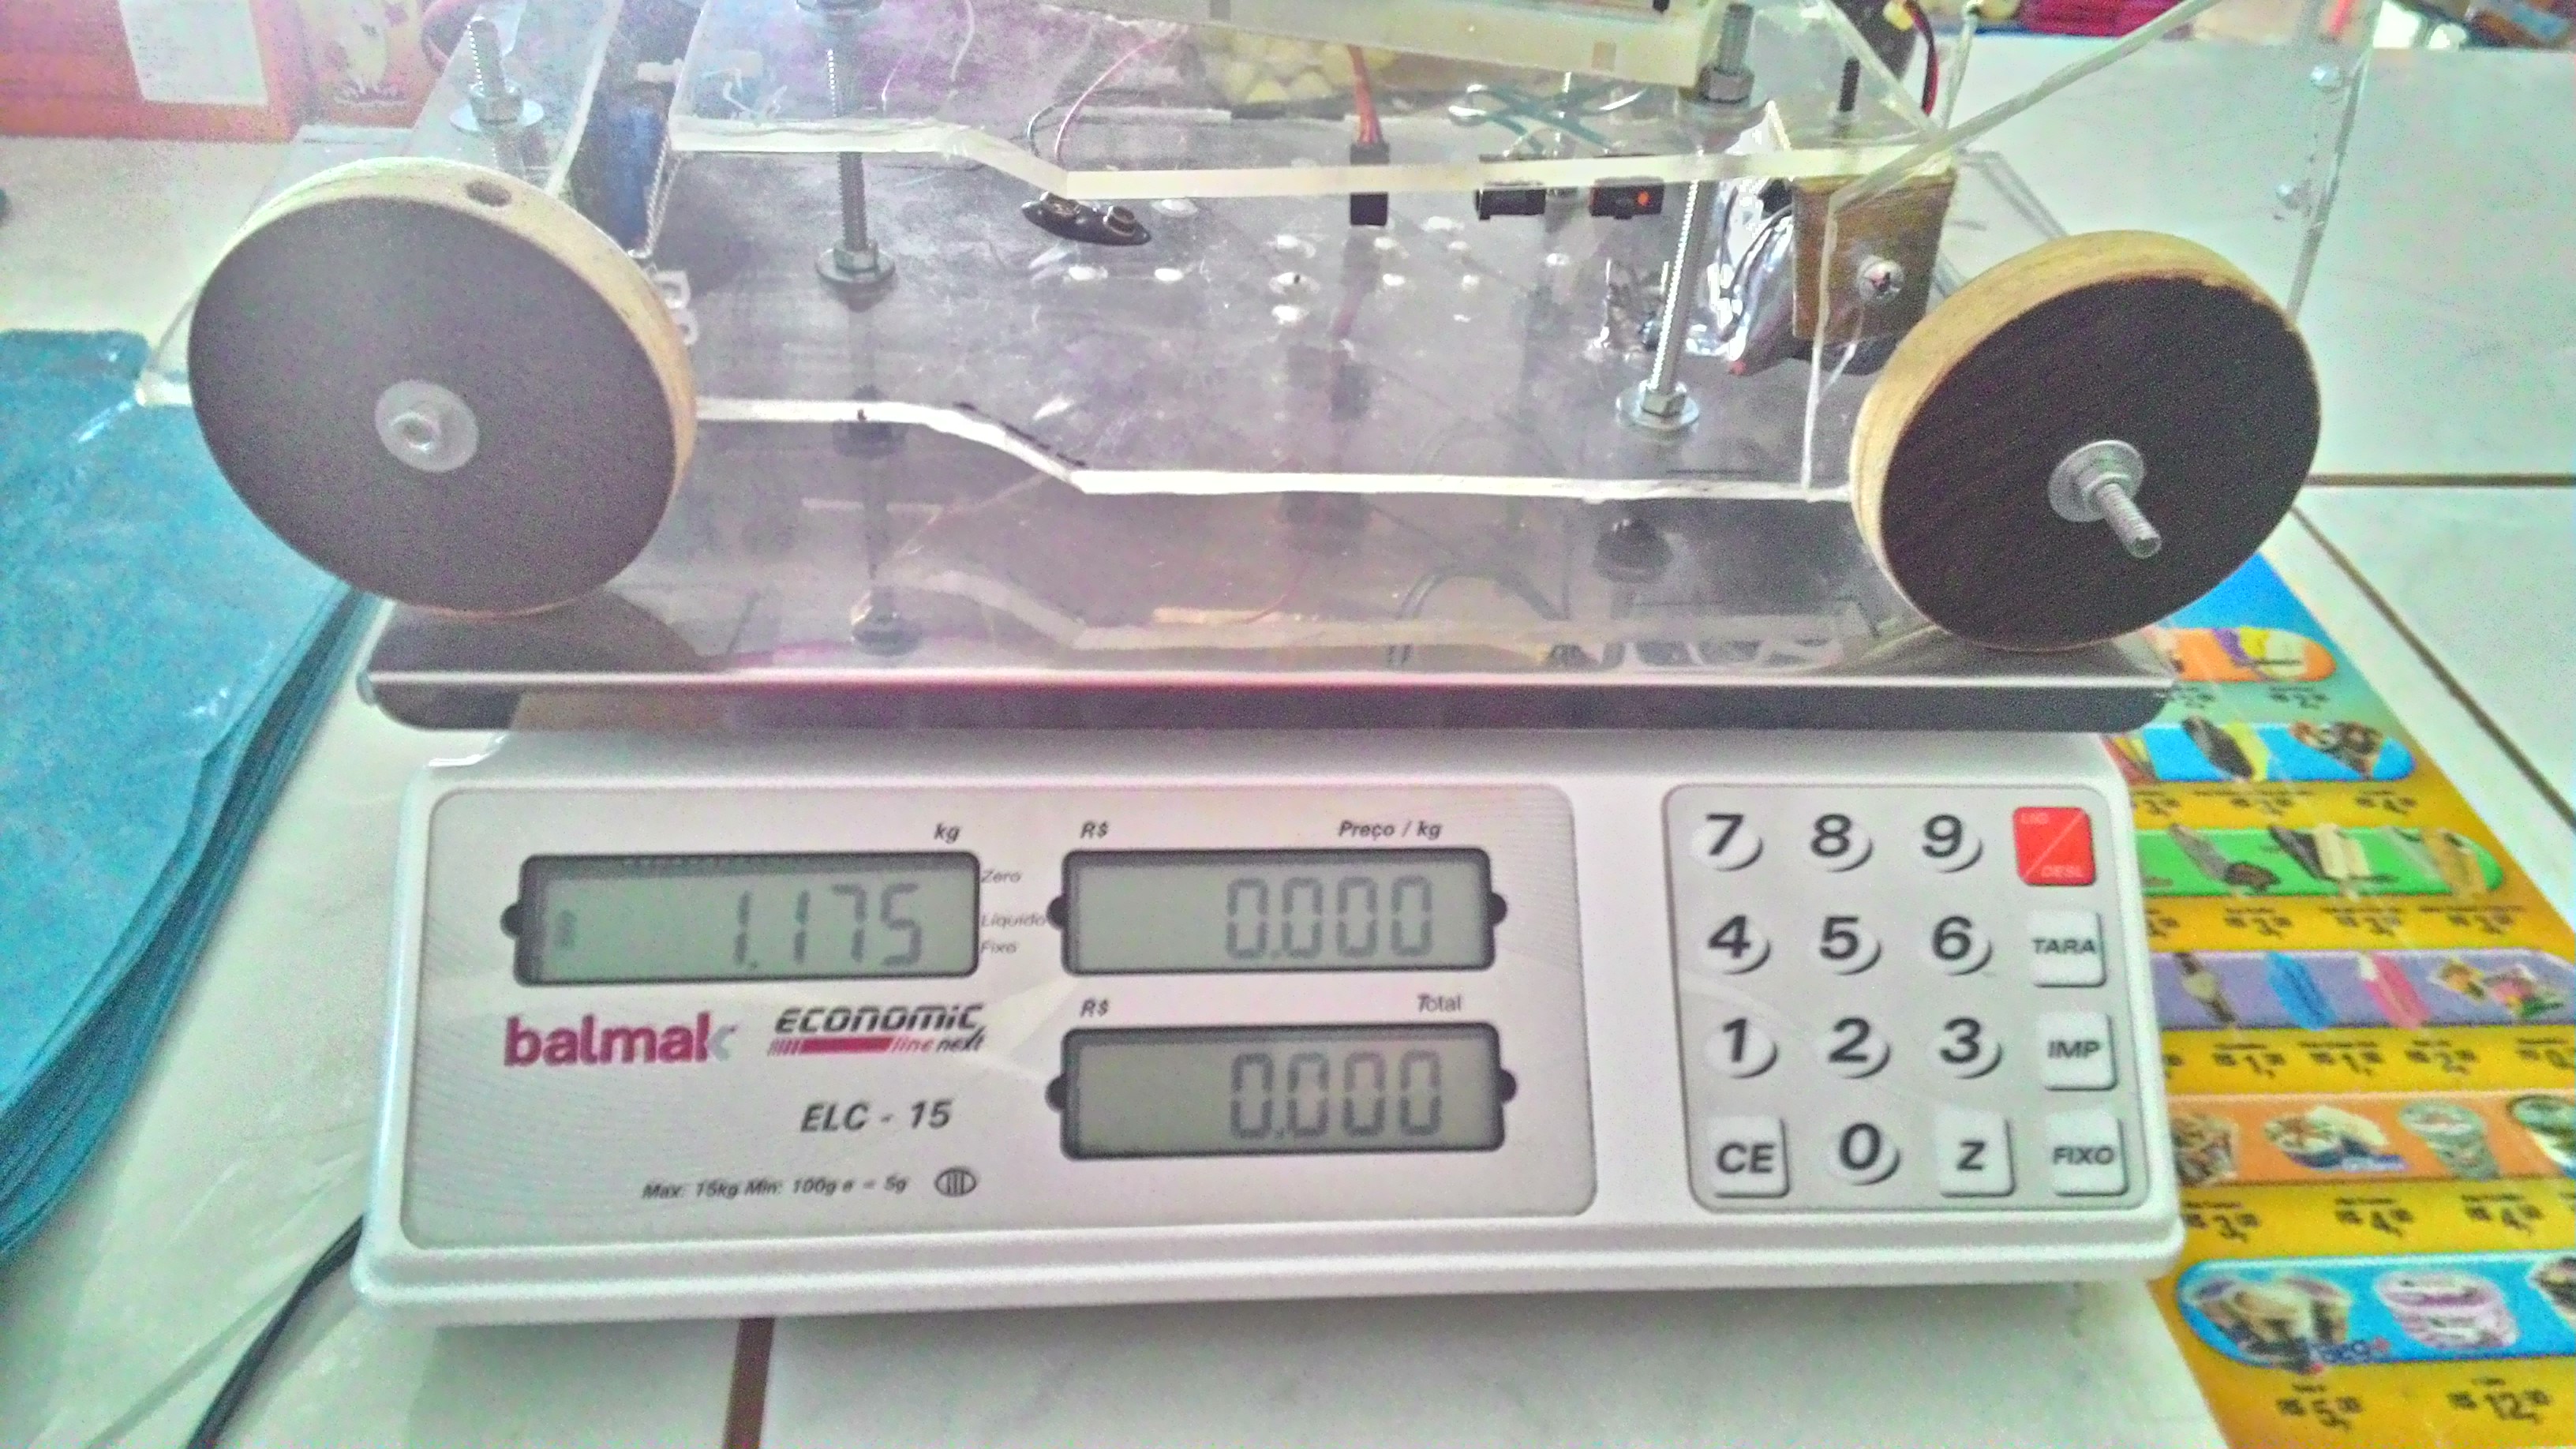 kg
1.175
Zero
Líquido
Fixo
R$ Preço / kg
0.000
R$ Total
0.000
balmak
ECONOMIC
line next
ELC - 15
Max: 15kg Min: 100g e = 5g
III
7 8 9 LIG DESL
4 5 6 TARA
1 2 3 IMP
CE 0 Z FIXO